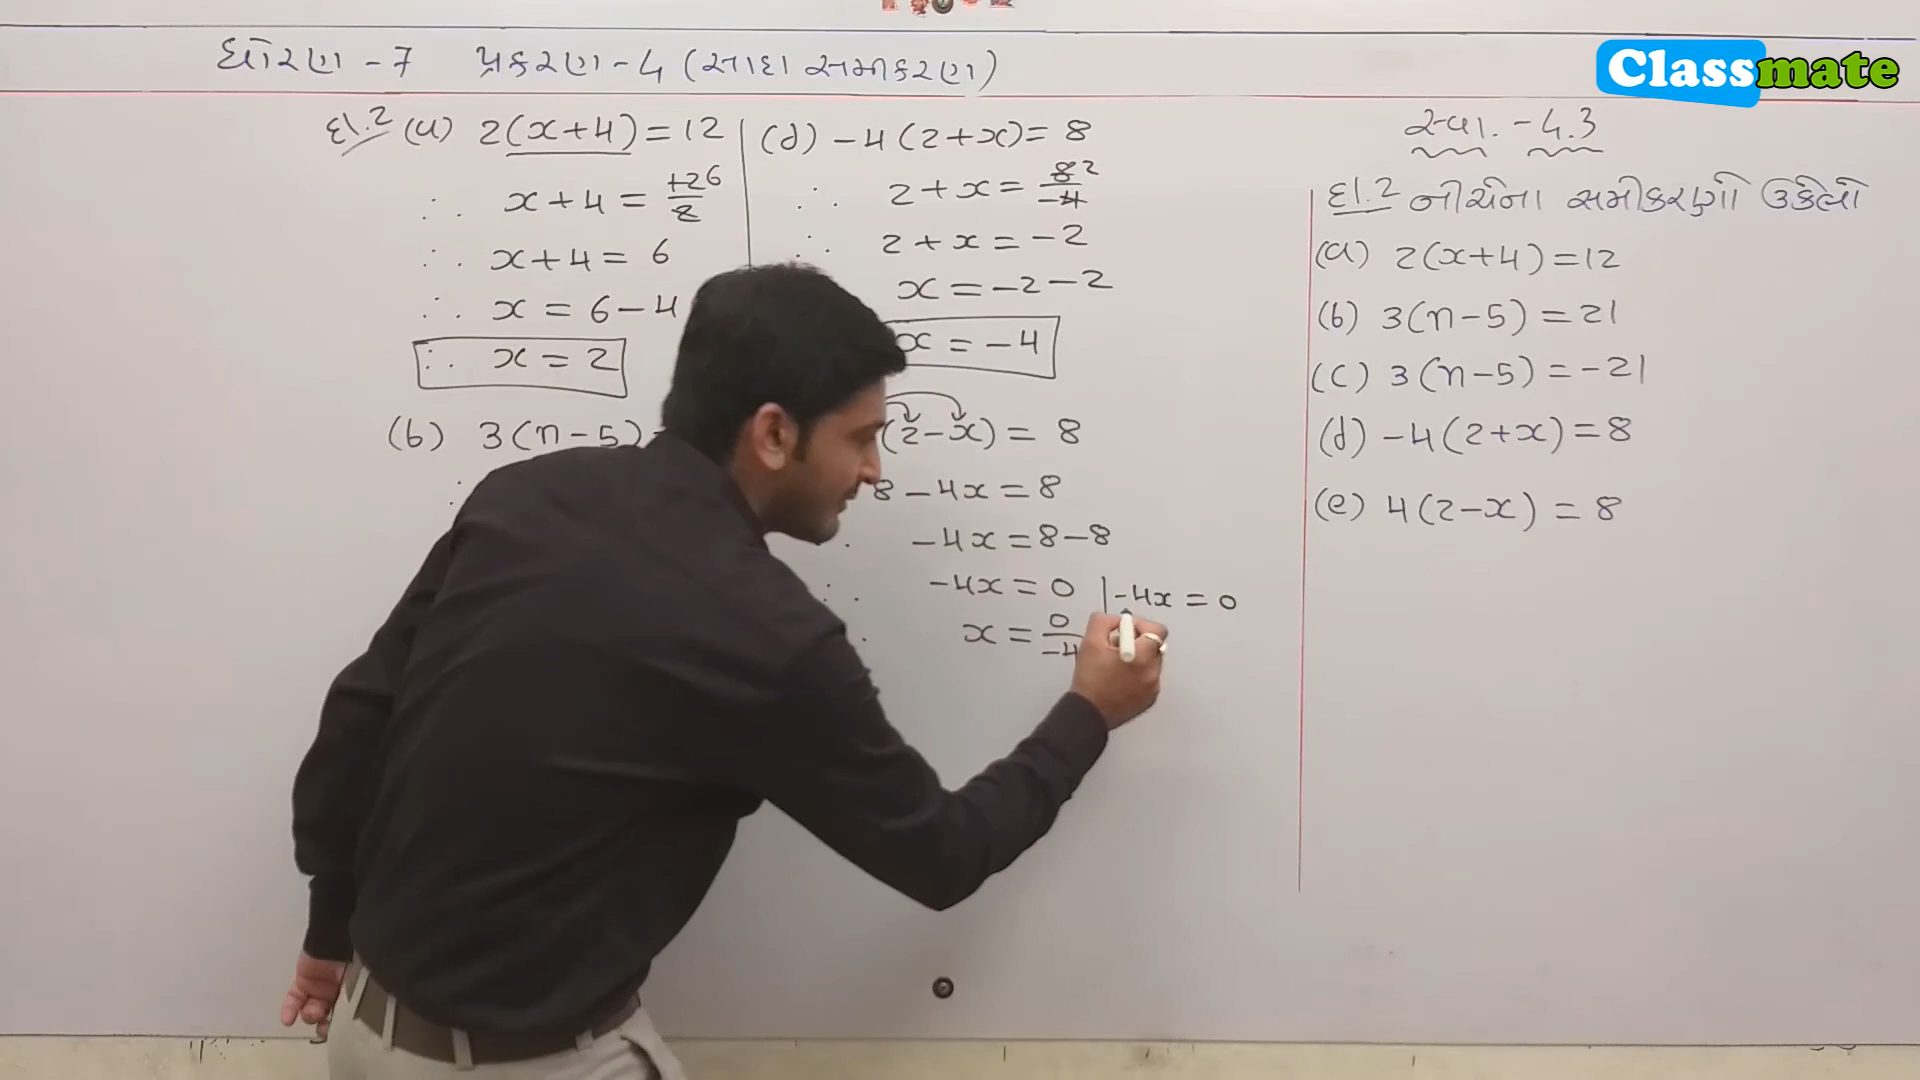 ધોરણ - 7 પ્રકરણ - 4 (સાદા સમીકરણ)
Classmate
દા.2 (a) 2(x+4) = 12
∴ x+4 = +26/2
∴ x+4 = 6
∴ x = 6-4
∴ x = 2
(b) 3(n-5)
(d) -4(2+x) = 8
∴ 2+x = 82/-4
∴ 2+x = -2
x = -2-2
x = -4
(2-x) = 8
8-4x = 8
∴ -4x = 8-8
∴ -4x = 0
∴ x = 0/-4
-4x = 0
સ્વા. - 4.3
દા.2 નીચેના સમીકરણો ઉકેલો
(a) 2(x+4) = 12
(b) 3(n-5) = 21
(c) 3(n-5) = -21
(d) -4(2+x) = 8
(e) 4(2-x) = 8